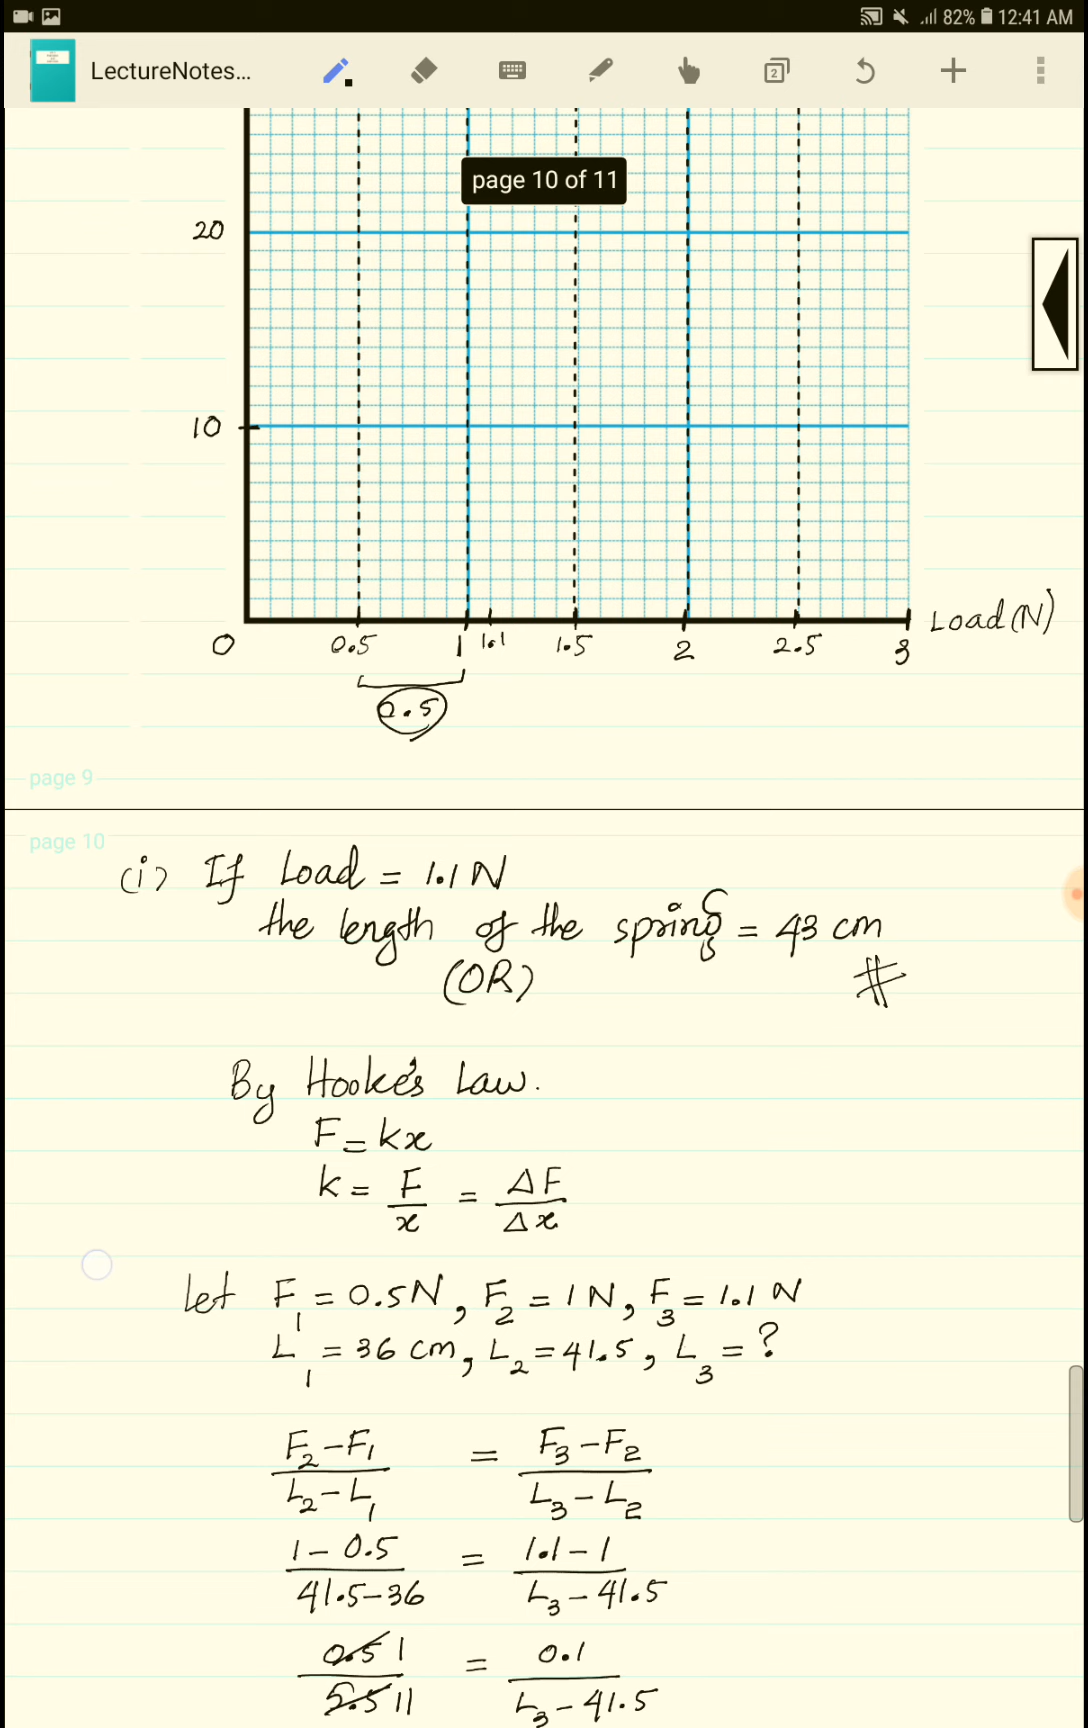 82% 12:41 AM
LectureNotes...
2
page 10 of 11
20
10
0 0.5 1 1.1 1.5 2 2.5 3 Load (N)
0.5
page 9
page 10
(i) If Load = 1.1 N
the length of the spring = 43 cm
(OR)
By Hooke's Law.
F = kx
k = F/x = ΔF/Δx
Let F₁ = 0.5N, F₂ = 1 N, F₃ = 1.1 N
L₁ = 36 cm, L₂ = 41.5, L₃ = ?
F₂ - F₁ = F₃ - F₂
L₂ - L₁ L₃ - L₂
1 - 0.5 = 1.1 - 1
41.5 - 36 L₃ - 41.5
0.5 1 = 0.1
5.5 11 L₃ - 41.5